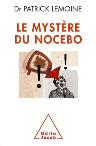 Dr PATRICK LEMOINE
LE MYSTÈRE
DU NOCEBO
Odile
Jacob